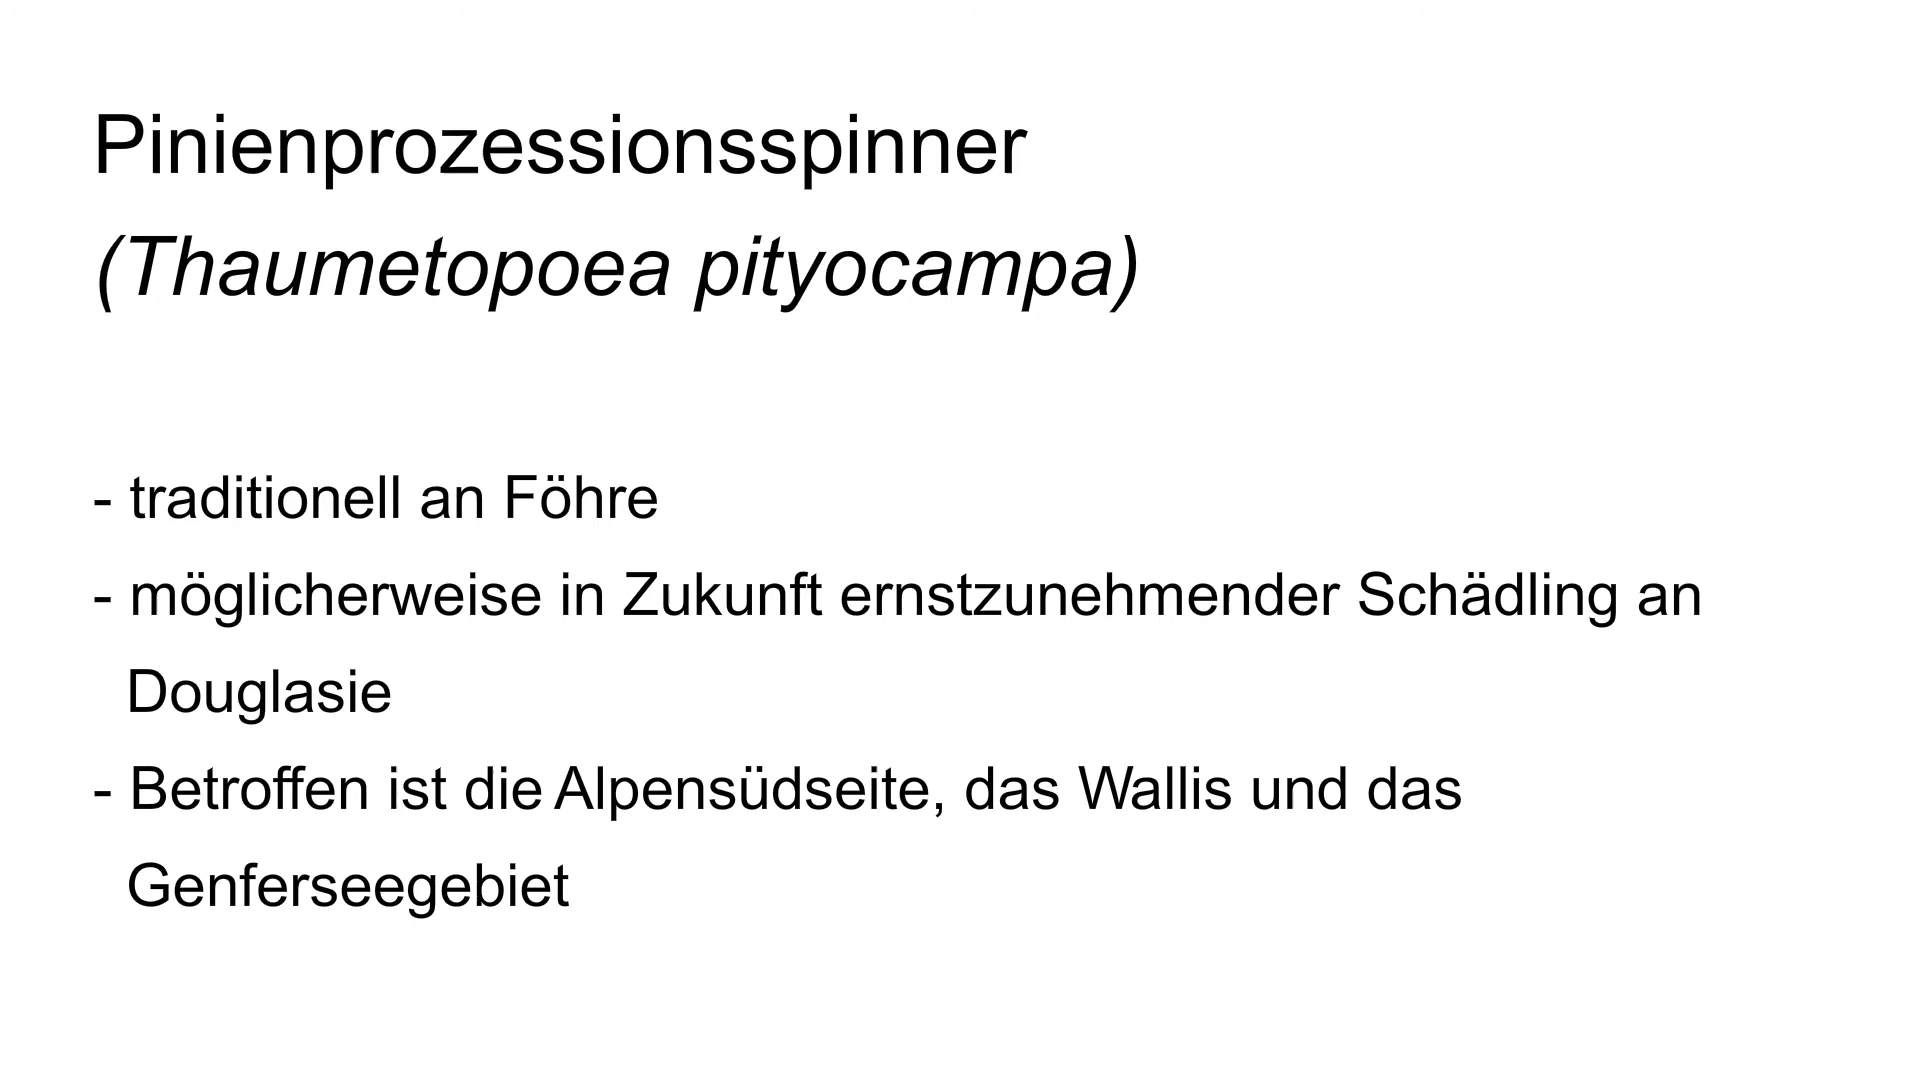 Pinienprozessionsspinner
(Thaumetopoea pityocampa)
- traditionell an Föhre
- möglicherweise in Zukunft ernstzunehmender Schädling an
Douglasie
- Betroffen ist die Alpensüdseite, das Wallis und das
Genferseegebiet